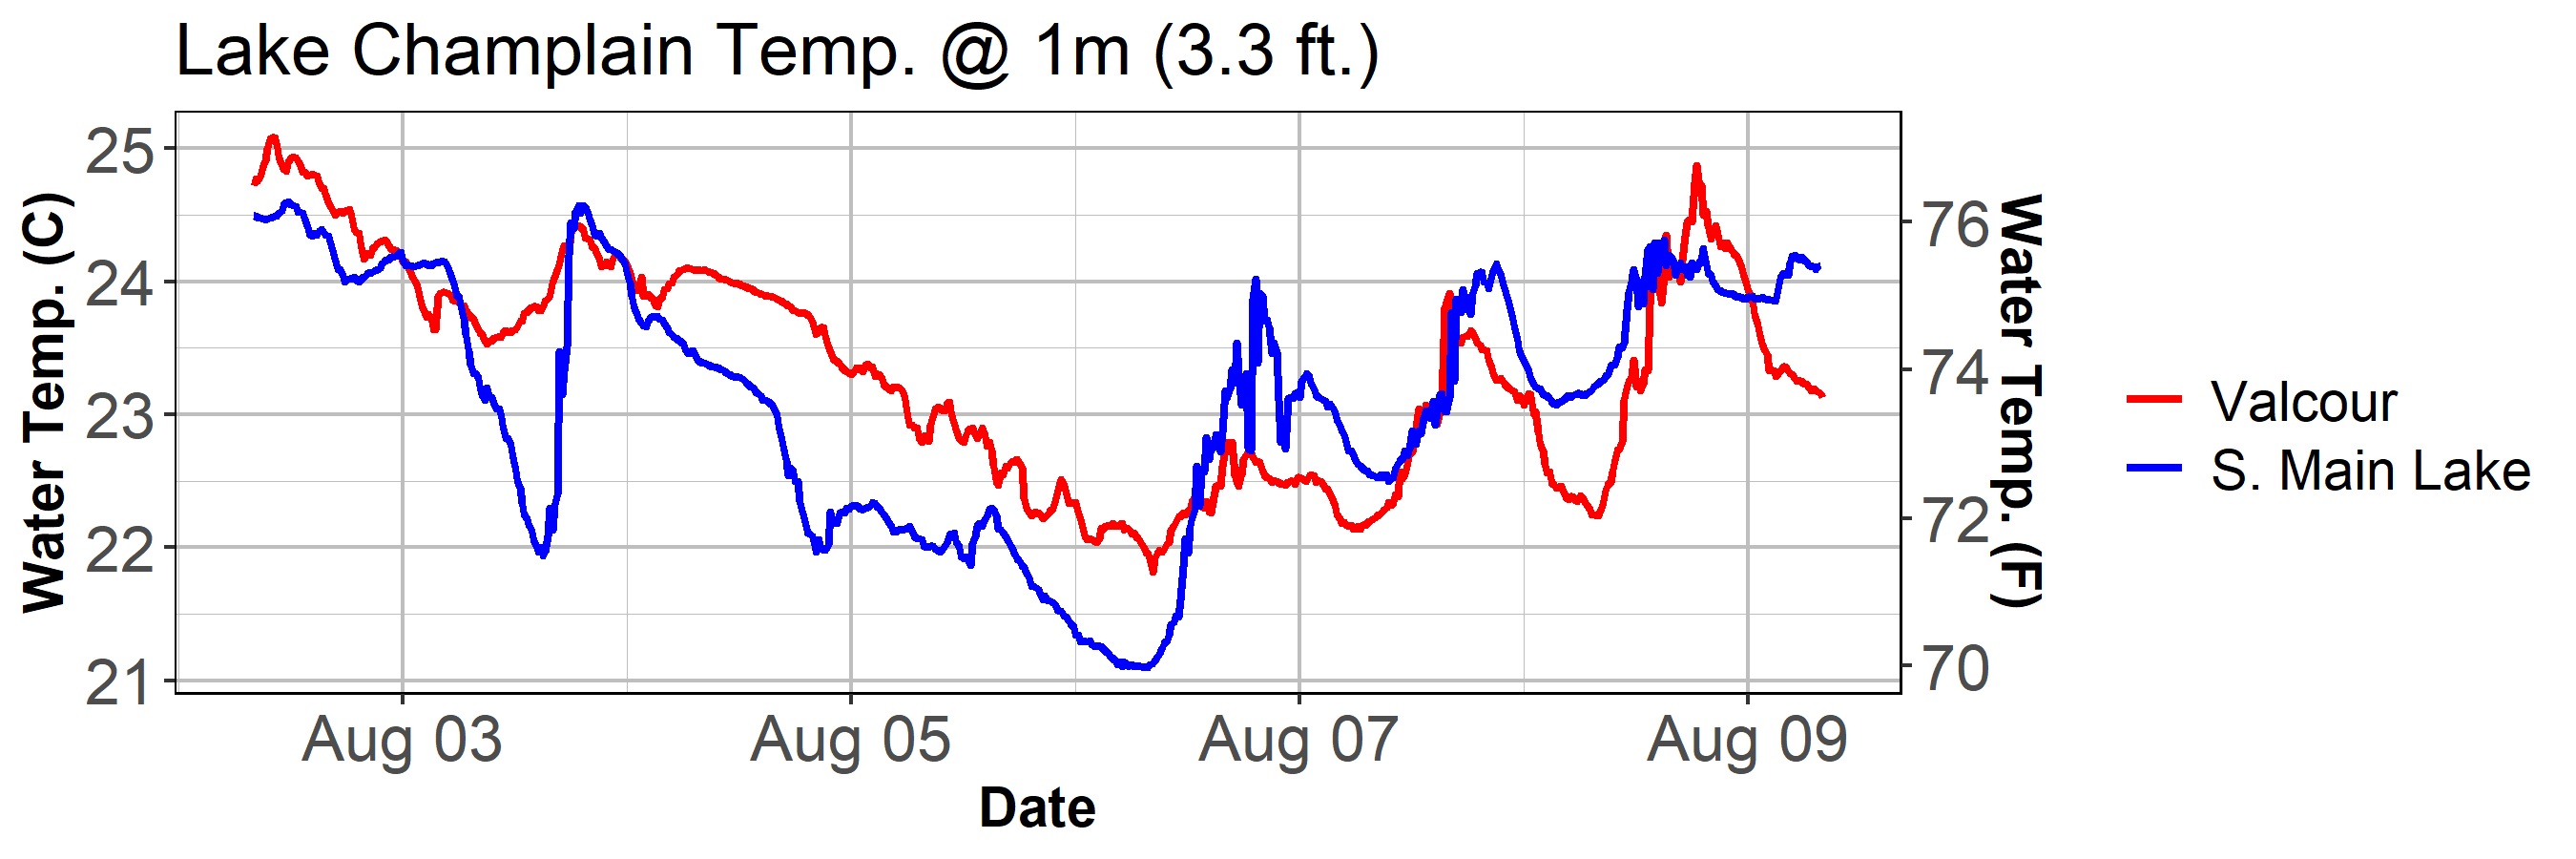 Lake Champlain Temp. @ 1m (3.3 ft.)
Water Temp. (C)
25
24
23
22
21
76
74
72
70
Water Temp. (F)
Aug 03
Aug 05
Aug 07
Aug 09
Date
Valcour
S. Main Lake